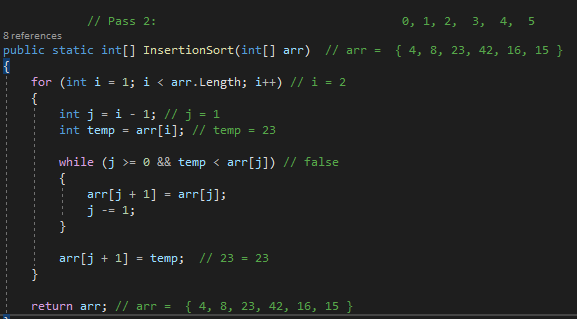 // Pass 2:                                   0, 1, 2,  3,  4,  5
8 references
public static int[] InsertionSort(int[] arr)  // arr =  { 4, 8, 23, 42, 16, 15 }
{
    for (int i = 1; i < arr.Length; i++) // i = 2
    {
        int j = i - 1; // j = 1
        int temp = arr[i]; // temp = 23

        while (j >= 0 && temp < arr[j]) // false
        {
            arr[j + 1] = arr[j];
            j -= 1;
        }

        arr[j + 1] = temp;  // 23 = 23
    }

    return arr; // arr =  { 4, 8, 23, 42, 16, 15 }
}